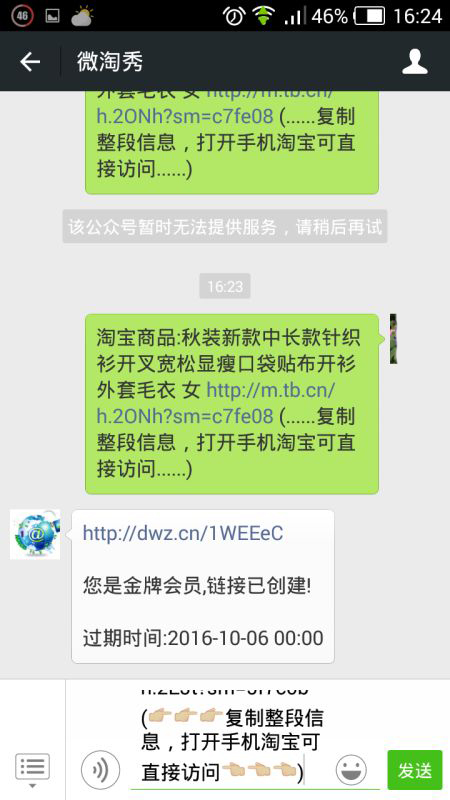 46
46%
16:24
微淘秀
外套毛衣 女 http://m.tb.cn/
h.2ONh?sm=c7fe08 (......复制
整段信息，打开手机淘宝可直
接访问......)
该公众号暂时无法提供服务，请稍后再试
16:23
淘宝商品:秋装新款中长款针织
衫开叉宽松显瘦口袋贴布开衫
外套毛衣 女 http://m.tb.cn/
h.2ONh?sm=c7fe08 (......复制
整段信息，打开手机淘宝可直
接访问......)
http://dwz.cn/1WEEeC
您是金牌会员,链接已创建!
过期时间:2016-10-06 00:00
(👉🏼👉🏼👉🏼复制整段信
息，打开手机淘宝可
直接访问👈🏼👈🏼👈🏼)
发送